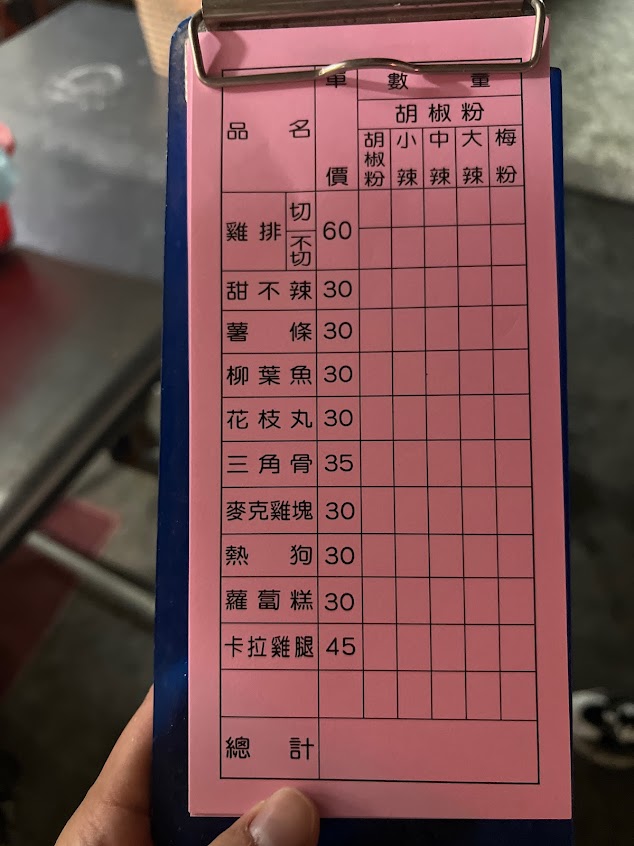 品名 單價 數量
胡椒粉
胡椒粉 小辣 中辣 大辣 梅粉
雞排 切 不切 60
甜不辣 30
薯條 30
柳葉魚 30
花枝丸 30
三角骨 35
麥克雞塊 30
熱狗 30
蘿蔔糕 30
卡拉雞腿 45
總計